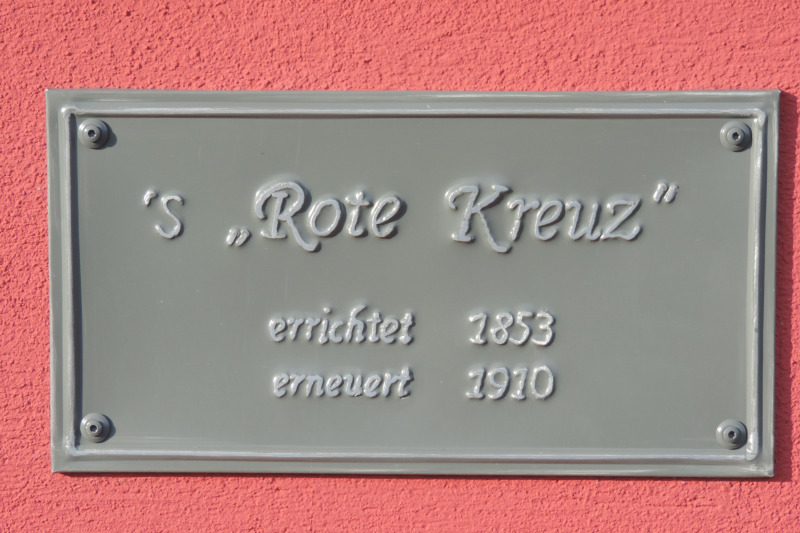 's „Rote Kreuz"
errichtet 1853
erneuert 1910